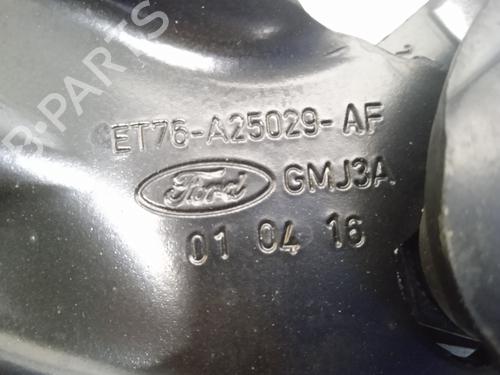 B-PARTS
ET76-A25029-AF
Ford GMJ3A
01 04 16